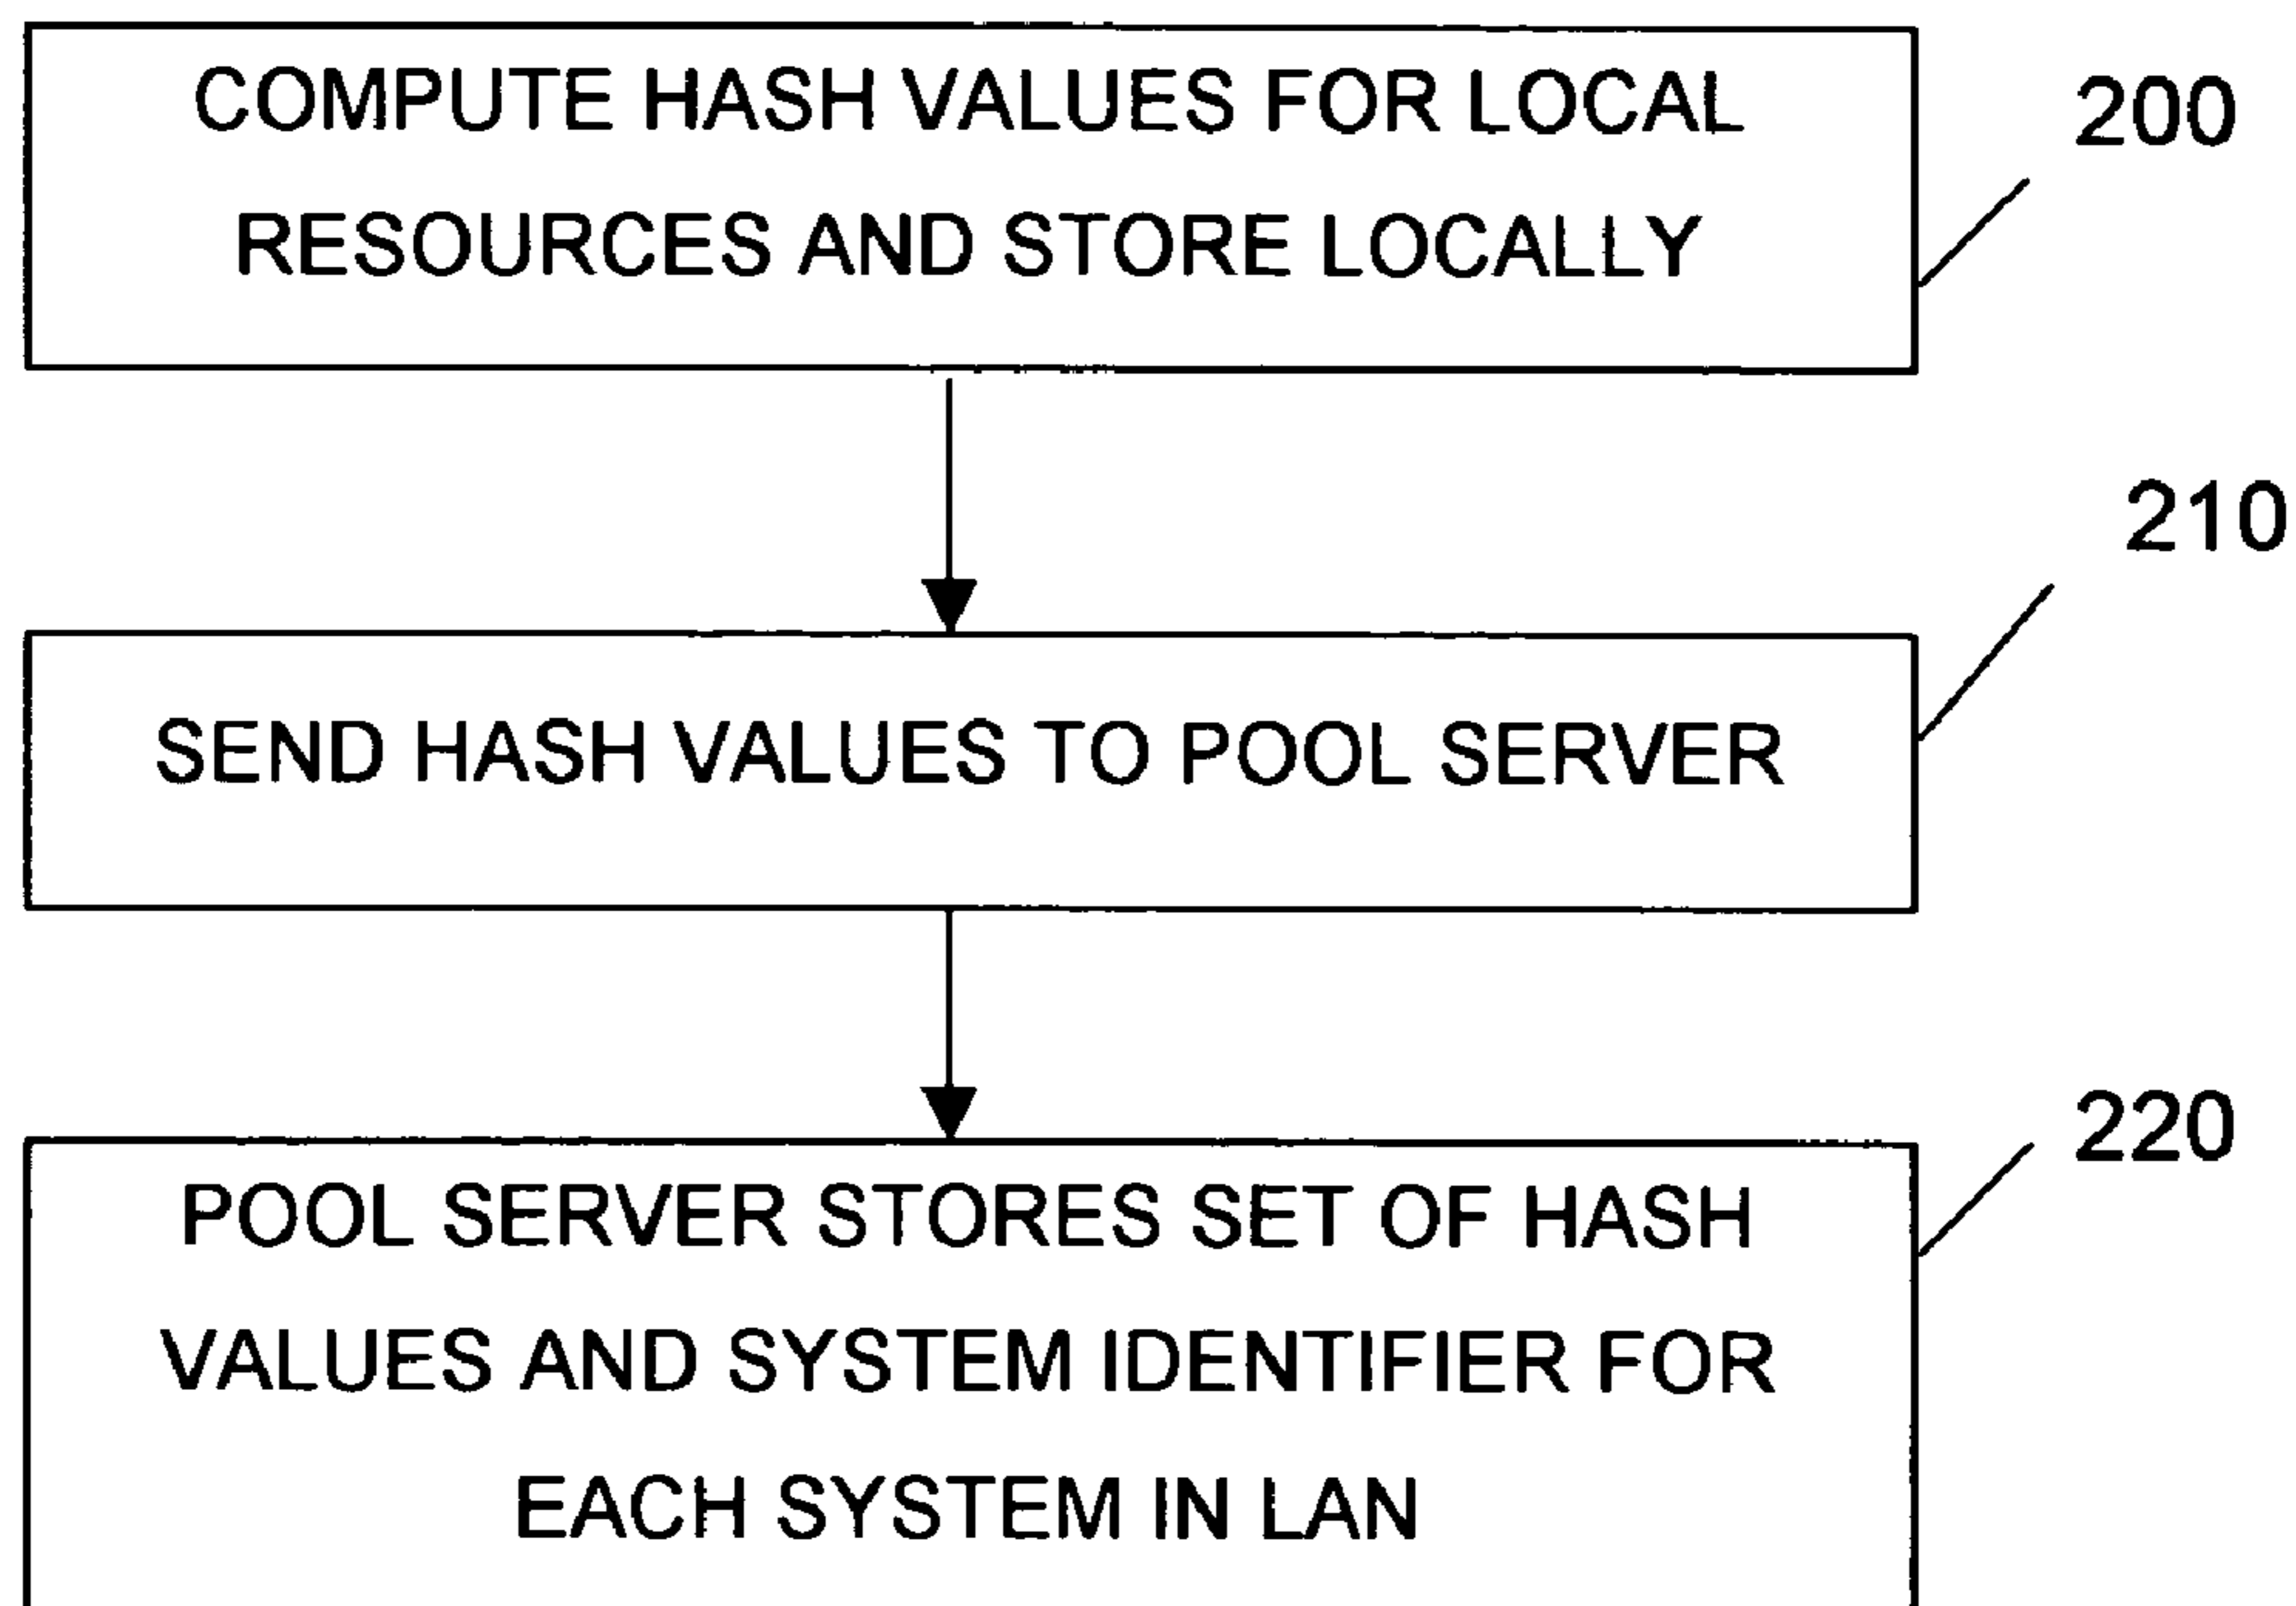 COMPUTE HASH VALUES FOR LOCAL
RESOURCES AND STORE LOCALLY
200
SEND HASH VALUES TO POOL SERVER
210
POOL SERVER STORES SET OF HASH
VALUES AND SYSTEM IDENTIFIER FOR
EACH SYSTEM IN LAN
220